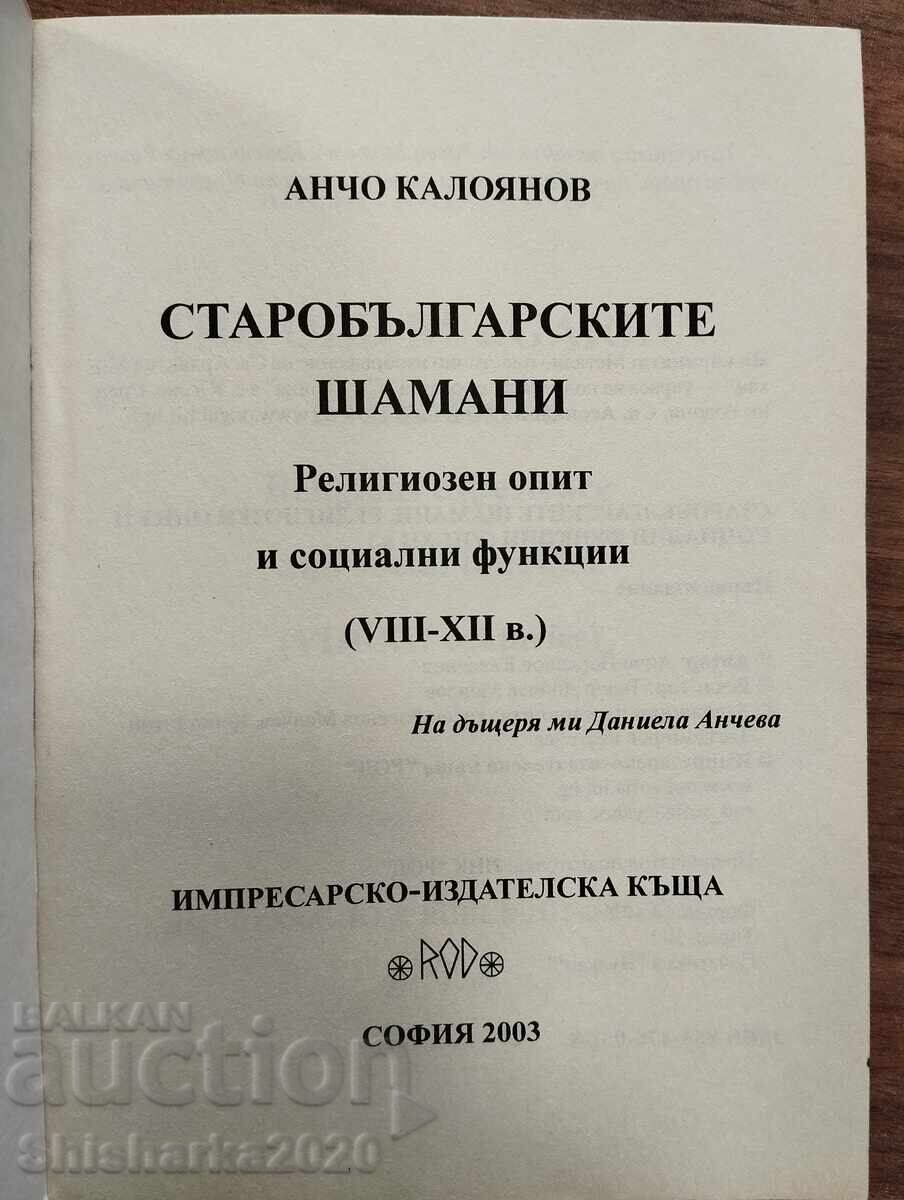 АНЧО КАЛОЯНОВ
СТАРОБЪЛГАРСКИТЕ
ШАМАНИ
Религиозен опит
и социални функции
(VIII-XII в.)
На дъщеря ми Даниела Анчева
ИМПРЕСАРСКО-ИЗДАТЕЛСКА КЪЩА
ROD
СОФИЯ 2003
BALKAN
auction
Shisharka2020